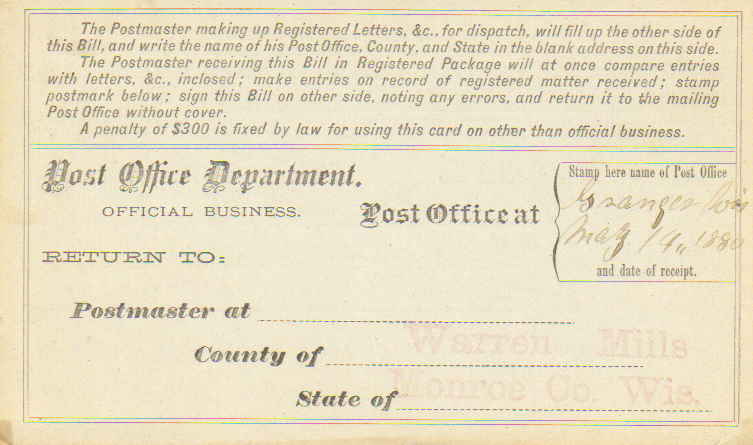 The Postmaster making up Registered Letters, &c., for dispatch, will fill up the other side of
this Bill, and write the name of his Post Office, County, and State in the blank address on this side.
The Postmaster receiving this Bill in Registered Package will at once compare entries
with letters, &c., inclosed; make entries on record of registered matter received; stamp
postmark below; sign this Bill on other side, noting any errors, and return it to the mailing
Post Office without cover.
A penalty of $300 is fixed by law for using this card on other than official business.
Post Office Department.
OFFICIAL BUSINESS.
Post Office at
Stamp here name of Post Office
Granger Wis
May 14, 1880
and date of receipt.
RETURN TO:
Postmaster at
Warren Mills
County of
Monroe Co. Wis.
State of